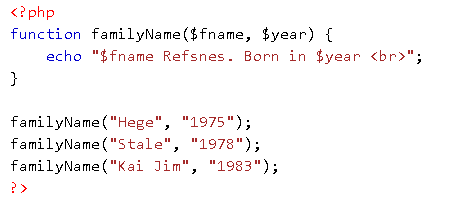 <?php
function familyName($fname, $year) {
    echo "$fname Refsnes. Born in $year <br>";
}

familyName("Hege", "1975");
familyName("Stale", "1978");
familyName("Kai Jim", "1983");
?>